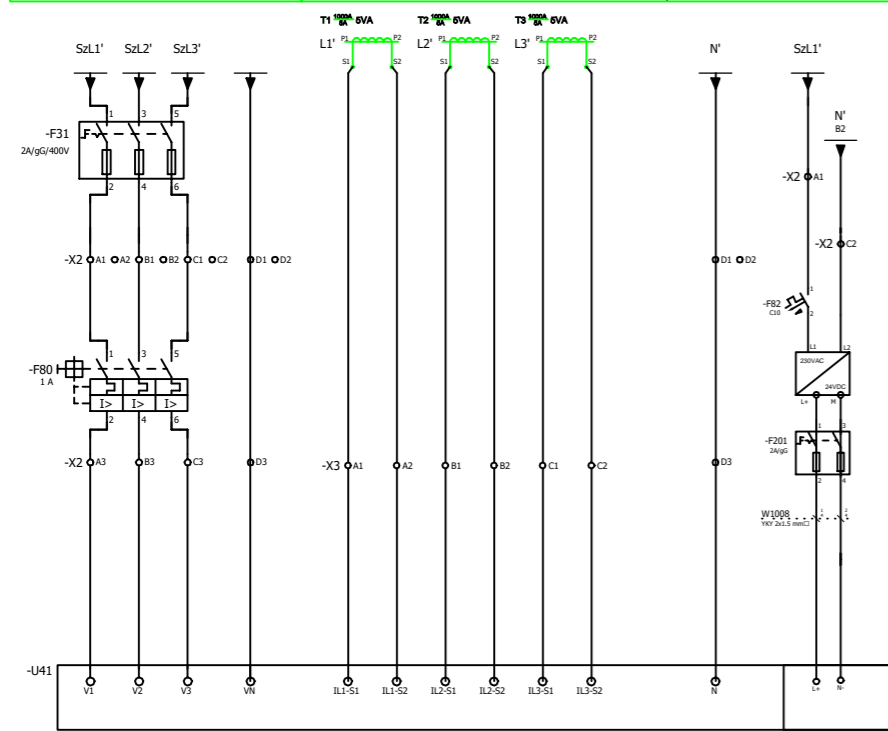 T1 1000A/5A 5VA T2 1000A/5A 5VA T3 1000A/5A 5VA
P1 P2 P1 P2 P1 P2
SzL1' SzL2' SzL3' L1' L2' L3' N' SzL1'
S1 S2 S1 S2 S1 S2
N'
B2
1 3 5
-F31
2A/gG/400V
2 4 6
-X2 A1
-X2 C2
-X2 A1 A2 B1 B2 C1 C2 D1 D2 D1 D2
1
-F82
C10
2
1 3 5
L1 L2
-F80
1 A
230VAC
24VDC
I> I> I>
L+ M
2 4 6
1 3
-F201
2A/gG
-X2 A3 B3 C3 D3 -X3 A1 A2 B1 B2 C1 C2 D3
2 4
W1008 1 2
YKY 2x1.5 mm□
-U41
V1 V2 V3 VN IL1-S1 IL1-S2 IL2-S1 IL2-S2 IL3-S1 IL3-S2 N L+ N-